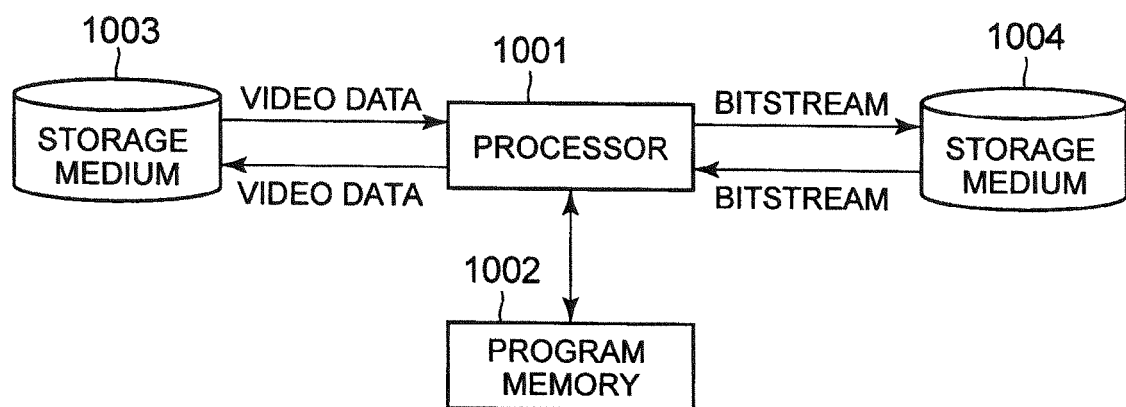 1003
1001
1004
VIDEO DATA
BITSTREAM
STORAGE
MEDIUM
PROCESSOR
STORAGE
MEDIUM
VIDEO DATA
BITSTREAM
1002
PROGRAM
MEMORY